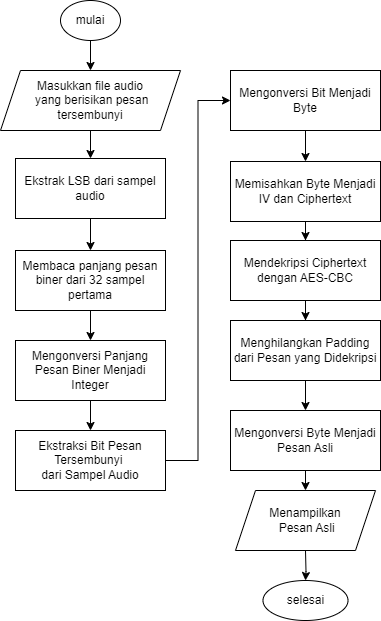 mulai
Masukkan file audio
yang berisikan pesan
tersembunyi
Ekstrak LSB dari sampel
audio
Membaca panjang pesan
biner dari 32 sampel
pertama
Mengonversi Panjang
Pesan Biner Menjadi
Integer
Ekstraksi Bit Pesan
Tersembunyi
dari Sampel Audio
Mengonversi Bit Menjadi
Byte
Memisahkan Byte Menjadi
IV dan Ciphertext
Mendekripsi Ciphertext
dengan AES-CBC
Menghilangkan Padding
dari Pesan yang Didekripsi
Mengonversi Byte Menjadi
Pesan Asli
Menampilkan
Pesan Asli
selesai